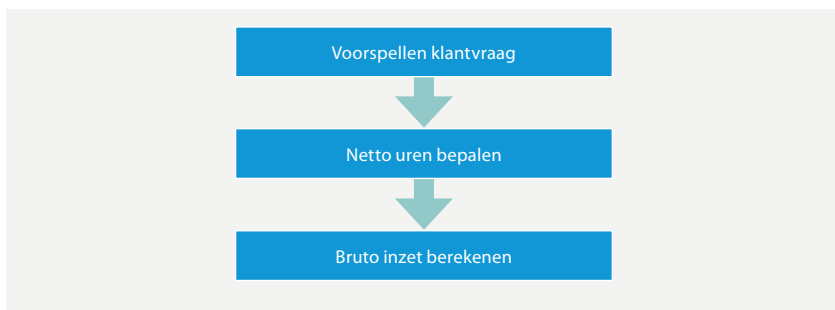 Voorspellen klantvraag
Netto uren bepalen
Bruto inzet berekenen